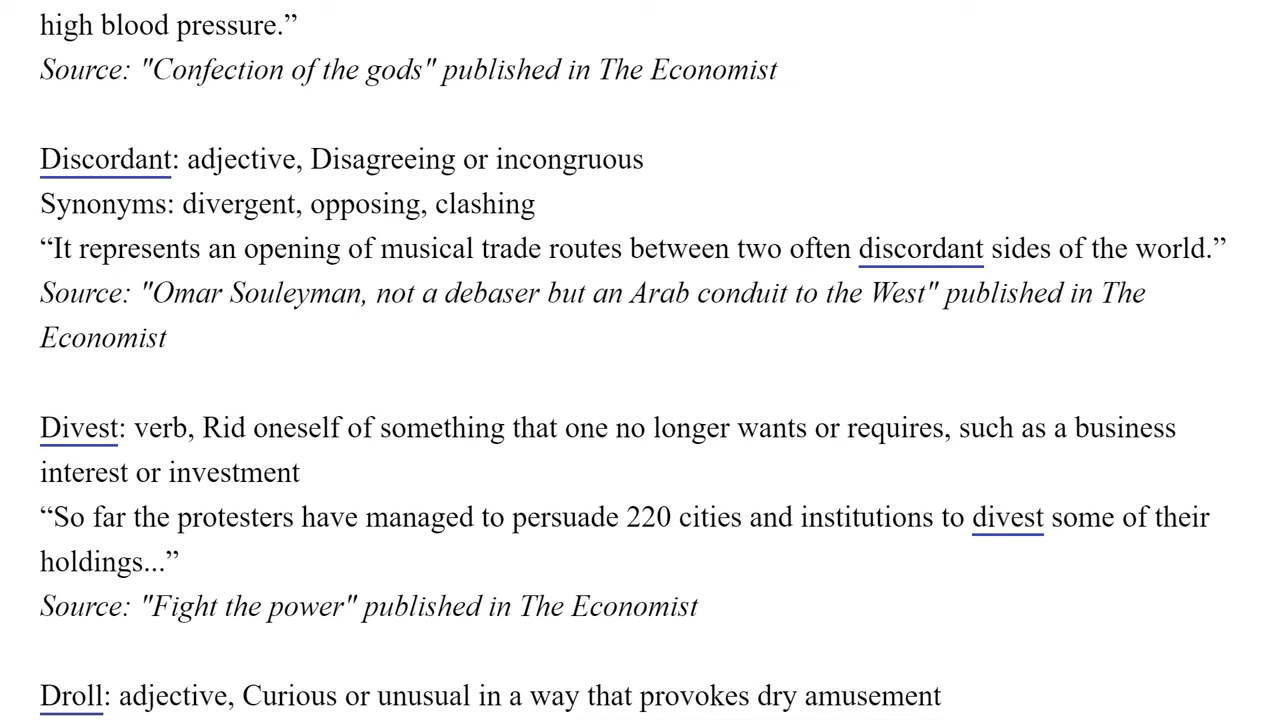 high blood pressure.”
Source: "Confection of the gods" published in The Economist
Discordant: adjective, Disagreeing or incongruous
Synonyms: divergent, opposing, clashing
“It represents an opening of musical trade routes between two often discordant sides of the world.”
Source: "Omar Souleyman, not a debaser but an Arab conduit to the West" published in The
Economist
Divest: verb, Rid oneself of something that one no longer wants or requires, such as a business
interest or investment
“So far the protesters have managed to persuade 220 cities and institutions to divest some of their
holdings...”
Source: "Fight the power" published in The Economist
Droll: adjective, Curious or unusual in a way that provokes dry amusement